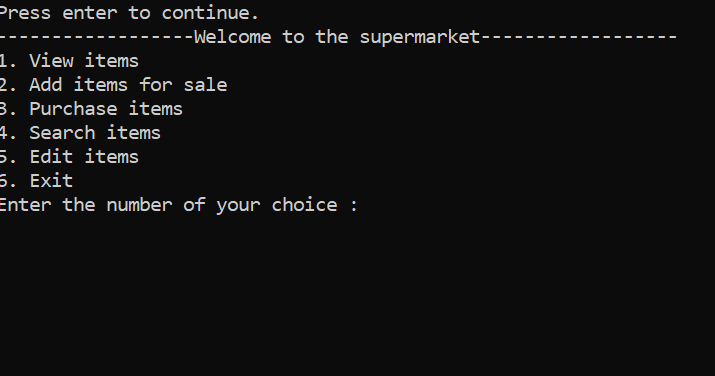 Press enter to continue.
------------------Welcome to the supermarket------------------
1. View items
2. Add items for sale
3. Purchase items
4. Search items
5. Edit items
6. Exit
Enter the number of your choice :